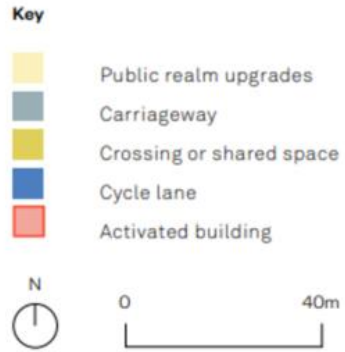 Key
Public realm upgrades
Carriageway
Crossing or shared space
Cycle lane
Activated building
N
0 40m